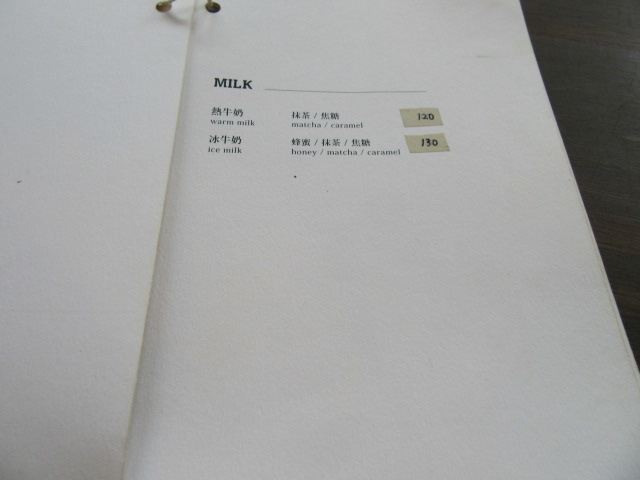 MILK
熱牛奶 抹茶 / 焦糖 120
warm milk matcha / caramel
冰牛奶 蜂蜜 / 抹茶 / 焦糖 130
ice milk honey / matcha / caramel